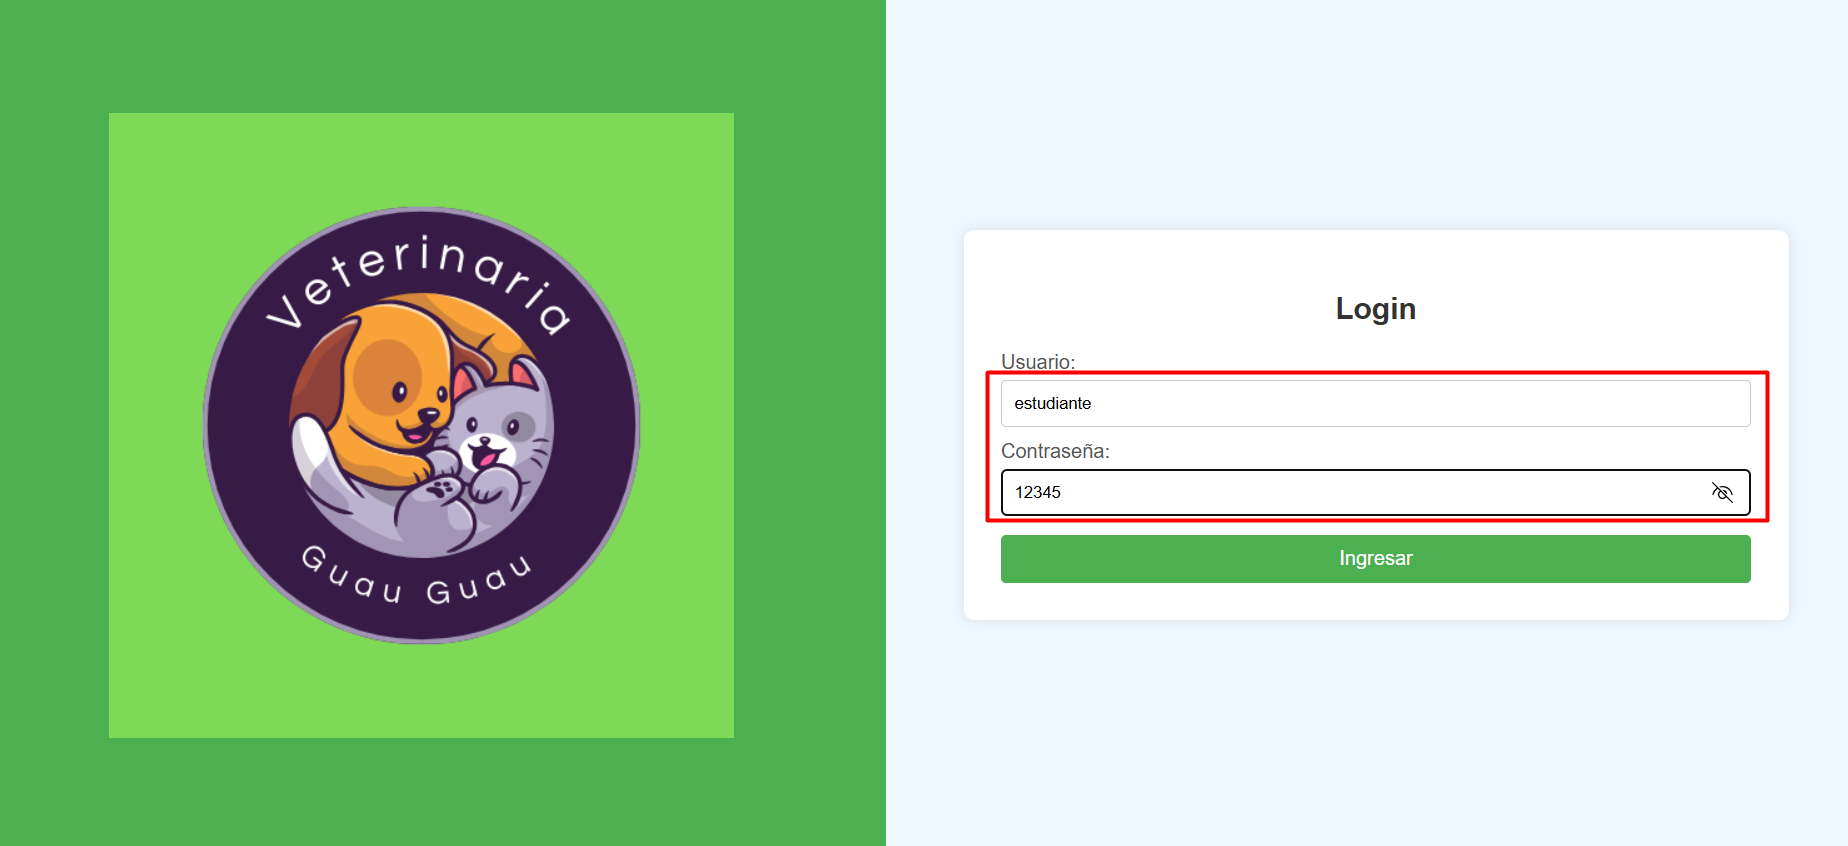 Veterinaria
Guau Guau
Login
Usuario:
estudiante
Contraseña:
12345
Ingresar